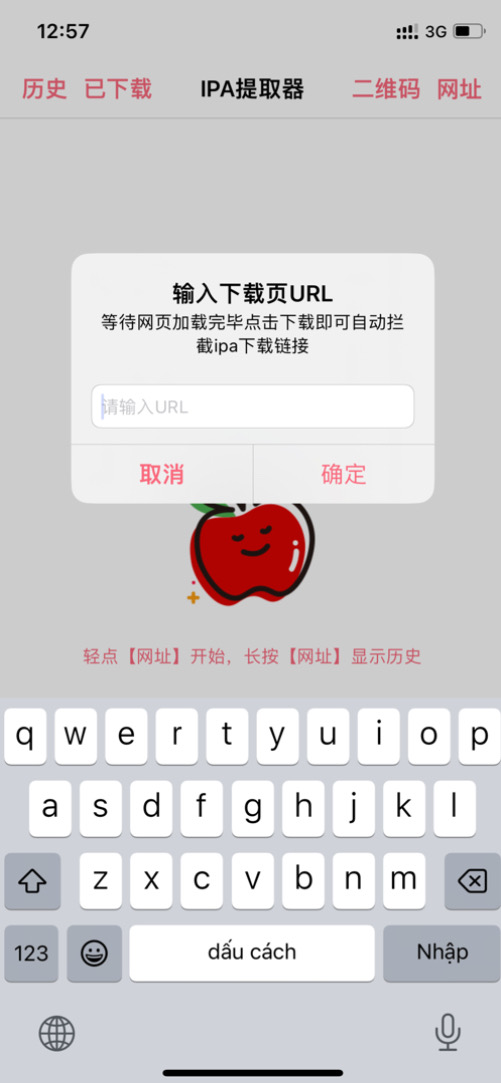 12:57 3G
历史 已下载 IPA提取器 二维码 网址
输入下载页URL
等待网页加载完毕点击下载即可自动拦
截ipa下载链接
请输入URL
取消 确定
轻点【网址】开始，长按【网址】显示历史
q w e r t y u i o p
a s d f g h j k l
z x c v b n m
123 dấu cách Nhập